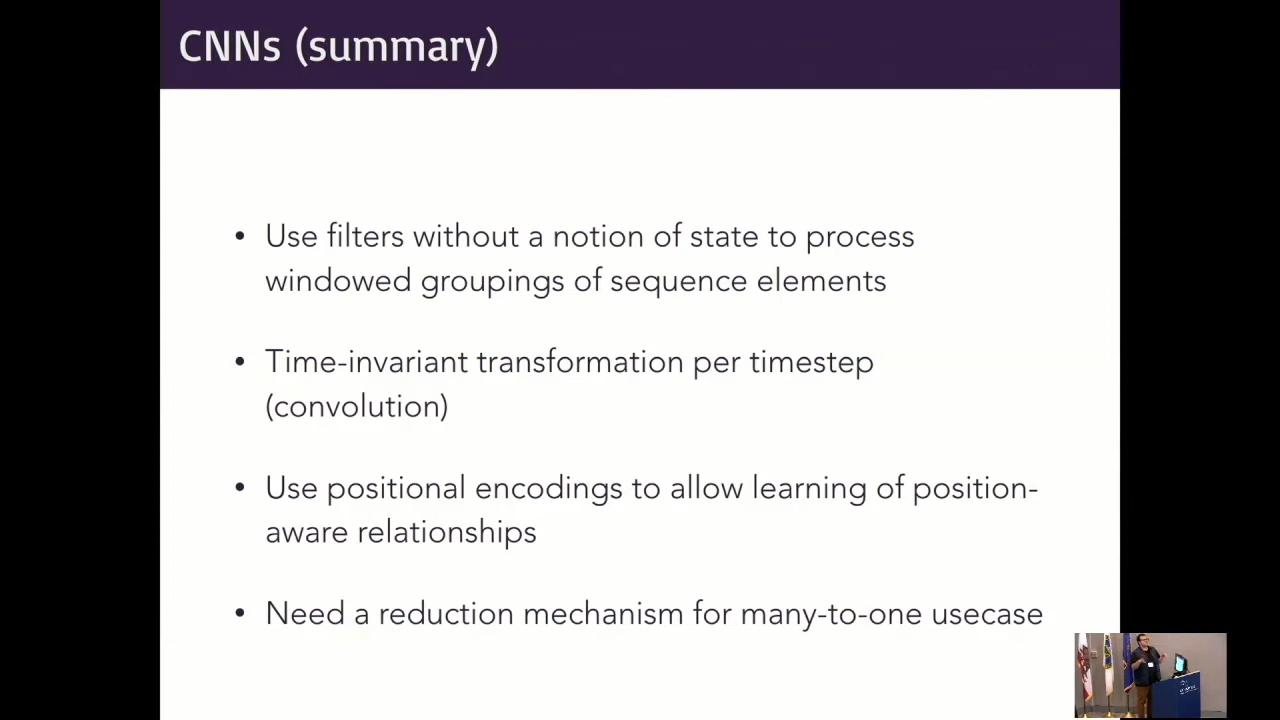 CNNs (summary)
• Use filters without a notion of state to process
windowed groupings of sequence elements
• Time-invariant transformation per timestep
(convolution)
• Use positional encodings to allow learning of position-
aware relationships
• Need a reduction mechanism for many-to-one usecase